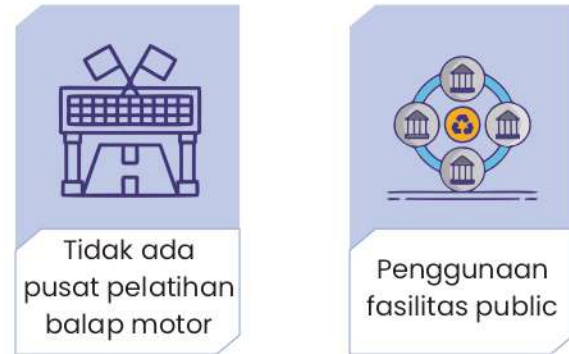 Tidak ada
pusat pelatihan
balap motor
Penggunaan
fasilitas public